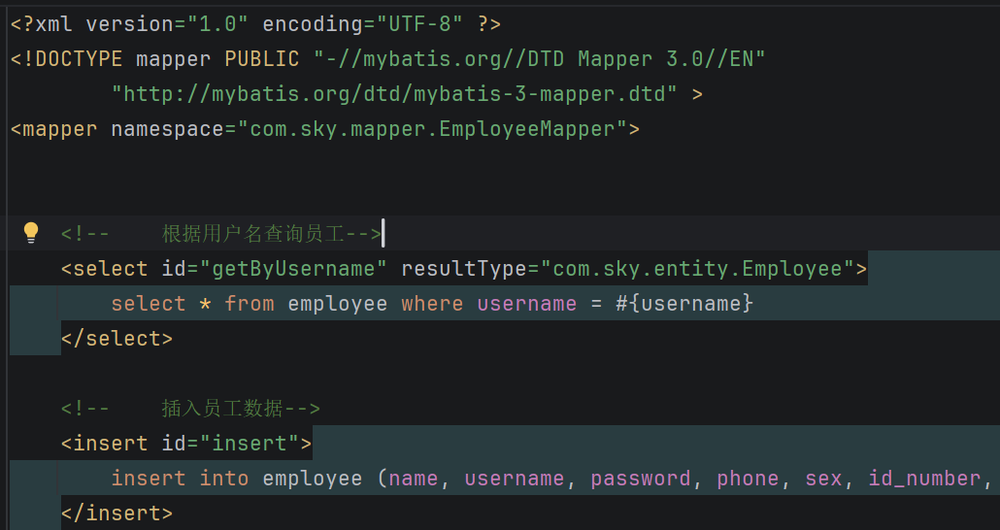 <?xml version="1.0" encoding="UTF-8" ?>
<!DOCTYPE mapper PUBLIC "-//mybatis.org//DTD Mapper 3.0//EN"
"http://mybatis.org/dtd/mybatis-3-mapper.dtd" >
<mapper namespace="com.sky.mapper.EmployeeMapper">
<!-- 根据用户名查询员工-->
<select id="getByUsername" resultType="com.sky.entity.Employee">
select * from employee where username = #{username}
</select>
<!-- 插入员工数据-->
<insert id="insert">
insert into employee (name, username, password, phone, sex, id_number,
</insert>